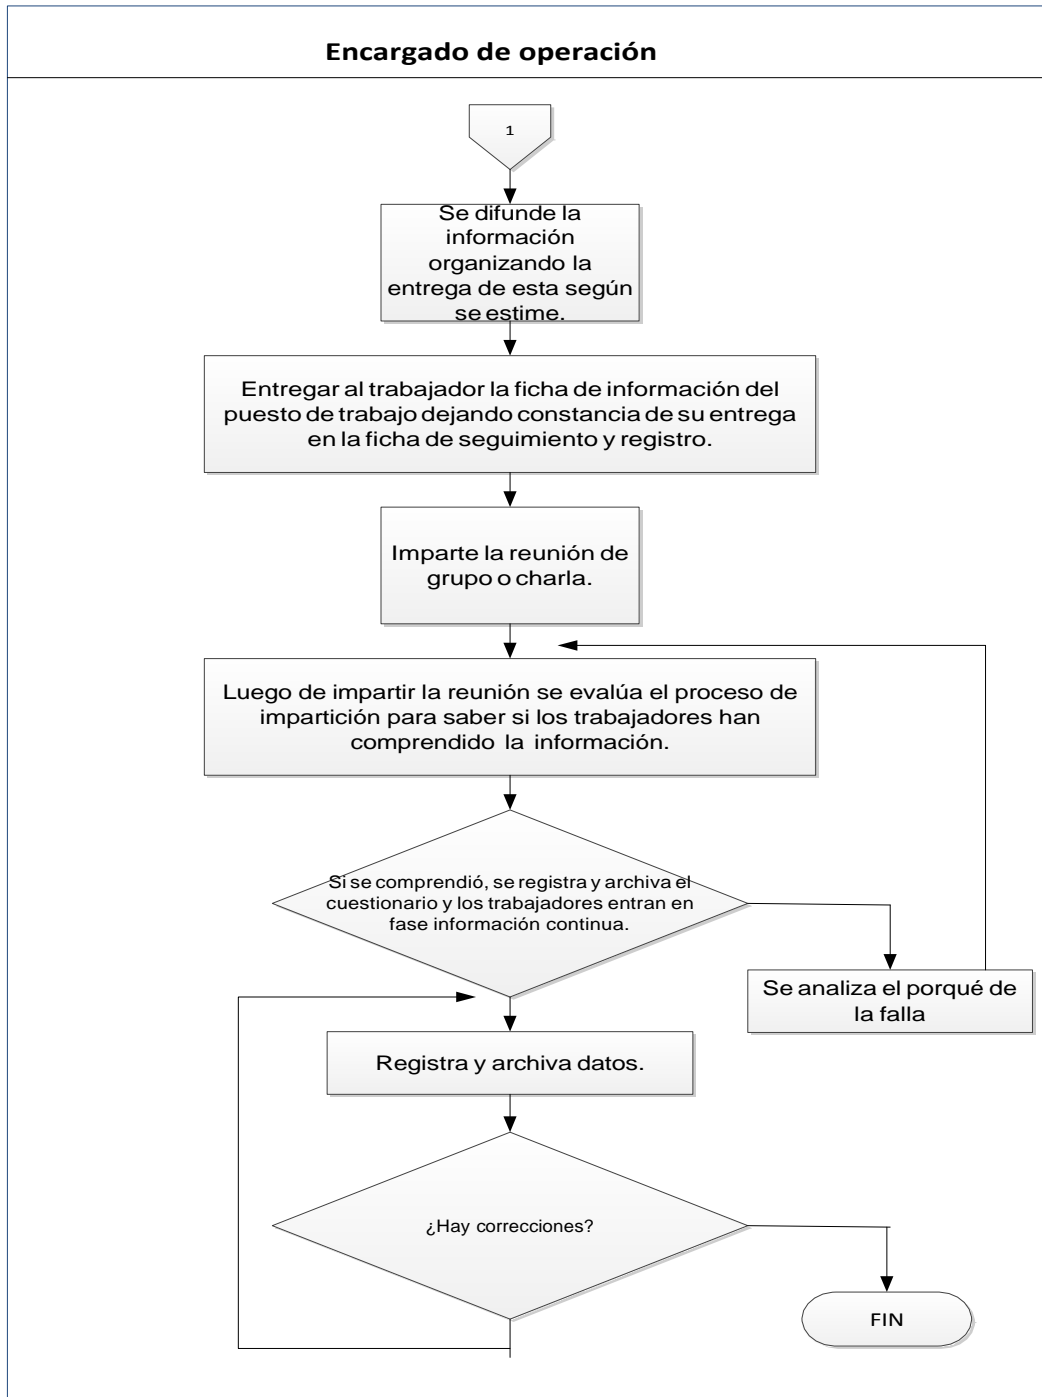 Encargado de operación
1
Se difunde la
información
organizando la
entrega de esta según
se estime.
Entregar al trabajador la ficha de información del
puesto de trabajo dejando constancia de su entrega
en la ficha de seguimiento y registro.
Imparte la reunión de
grupo o charla.
Luego de impartir la reunión se evalúa el proceso de
impartición para saber si los trabajadores han
comprendido la información.
Si se comprendió, se registra y archiva el
cuestionario y los trabajadores entran en
fase información continua.
Se analiza el porqué de
la falla
Registra y archiva datos.
¿Hay correcciones?
FIN